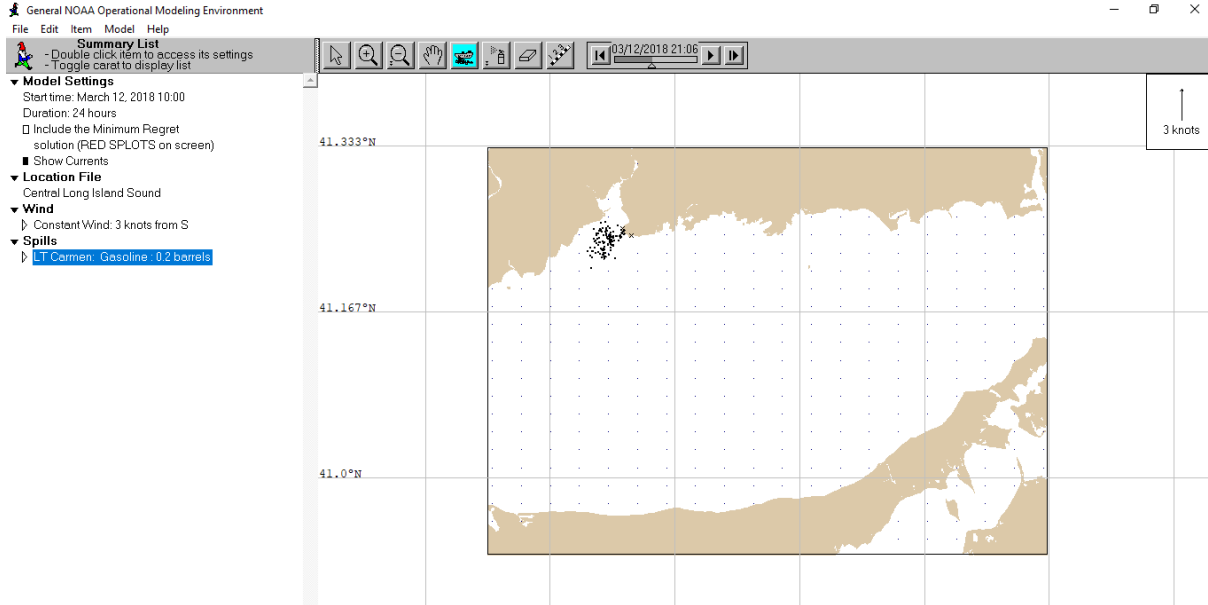 General NOAA Operational Modeling Environment
File Edit Item Model Help
Summary List
- Double click item to access its settings
- Toggle carat to display list
03/12/2018 21:06
Model Settings
Start time: March 12, 2018 10:00
Duration: 24 hours
Include the Minimum Regret
solution (RED SPLOTS on screen)
Show Currents
Location File
Central Long Island Sound
Wind
Constant Wind: 3 knots from S
Spills
LT Carmen: Gasoline : 0.2 barrels
3 knots
41.333°N
41.167°N
41.0°N